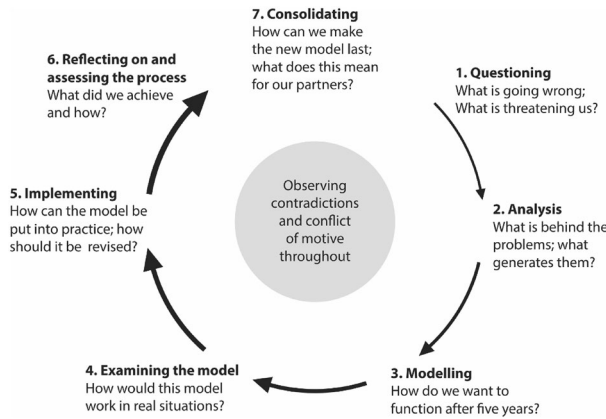 7. Consolidating
How can we make
the new model last;
what does this mean
for our partners?
1. Questioning
What is going wrong;
What is threatening us?
2. Analysis
What is behind the
problems; what
generates them?
3. Modelling
How do we want to
function after five years?
4. Examining the model
How would this model
work in real situations?
5. Implementing
How can the model be
put into practice; how
should it be revised?
6. Reflecting on and
assessing the process
What did we achieve
and how?
Observing
contradictions
and conflict
of motive
throughout